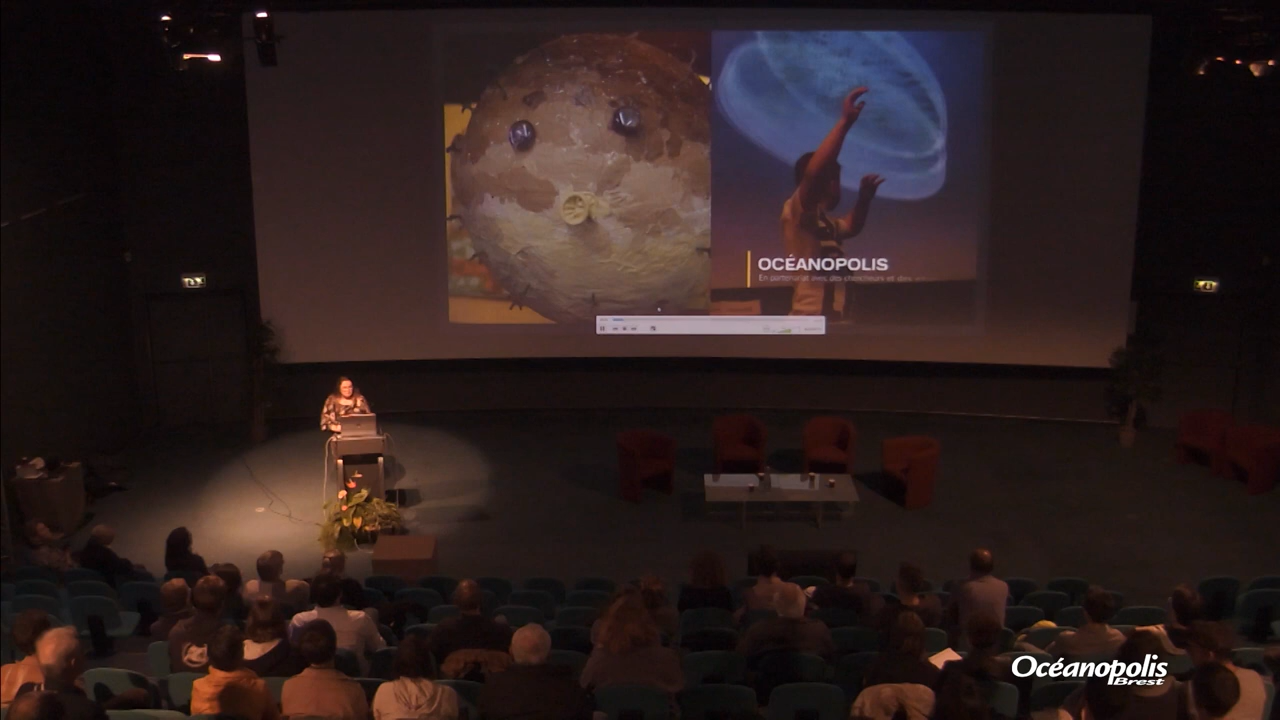 OCÉANOPOLIS
En partenariat avec des chercheurs et des
Océanopolis
Brest